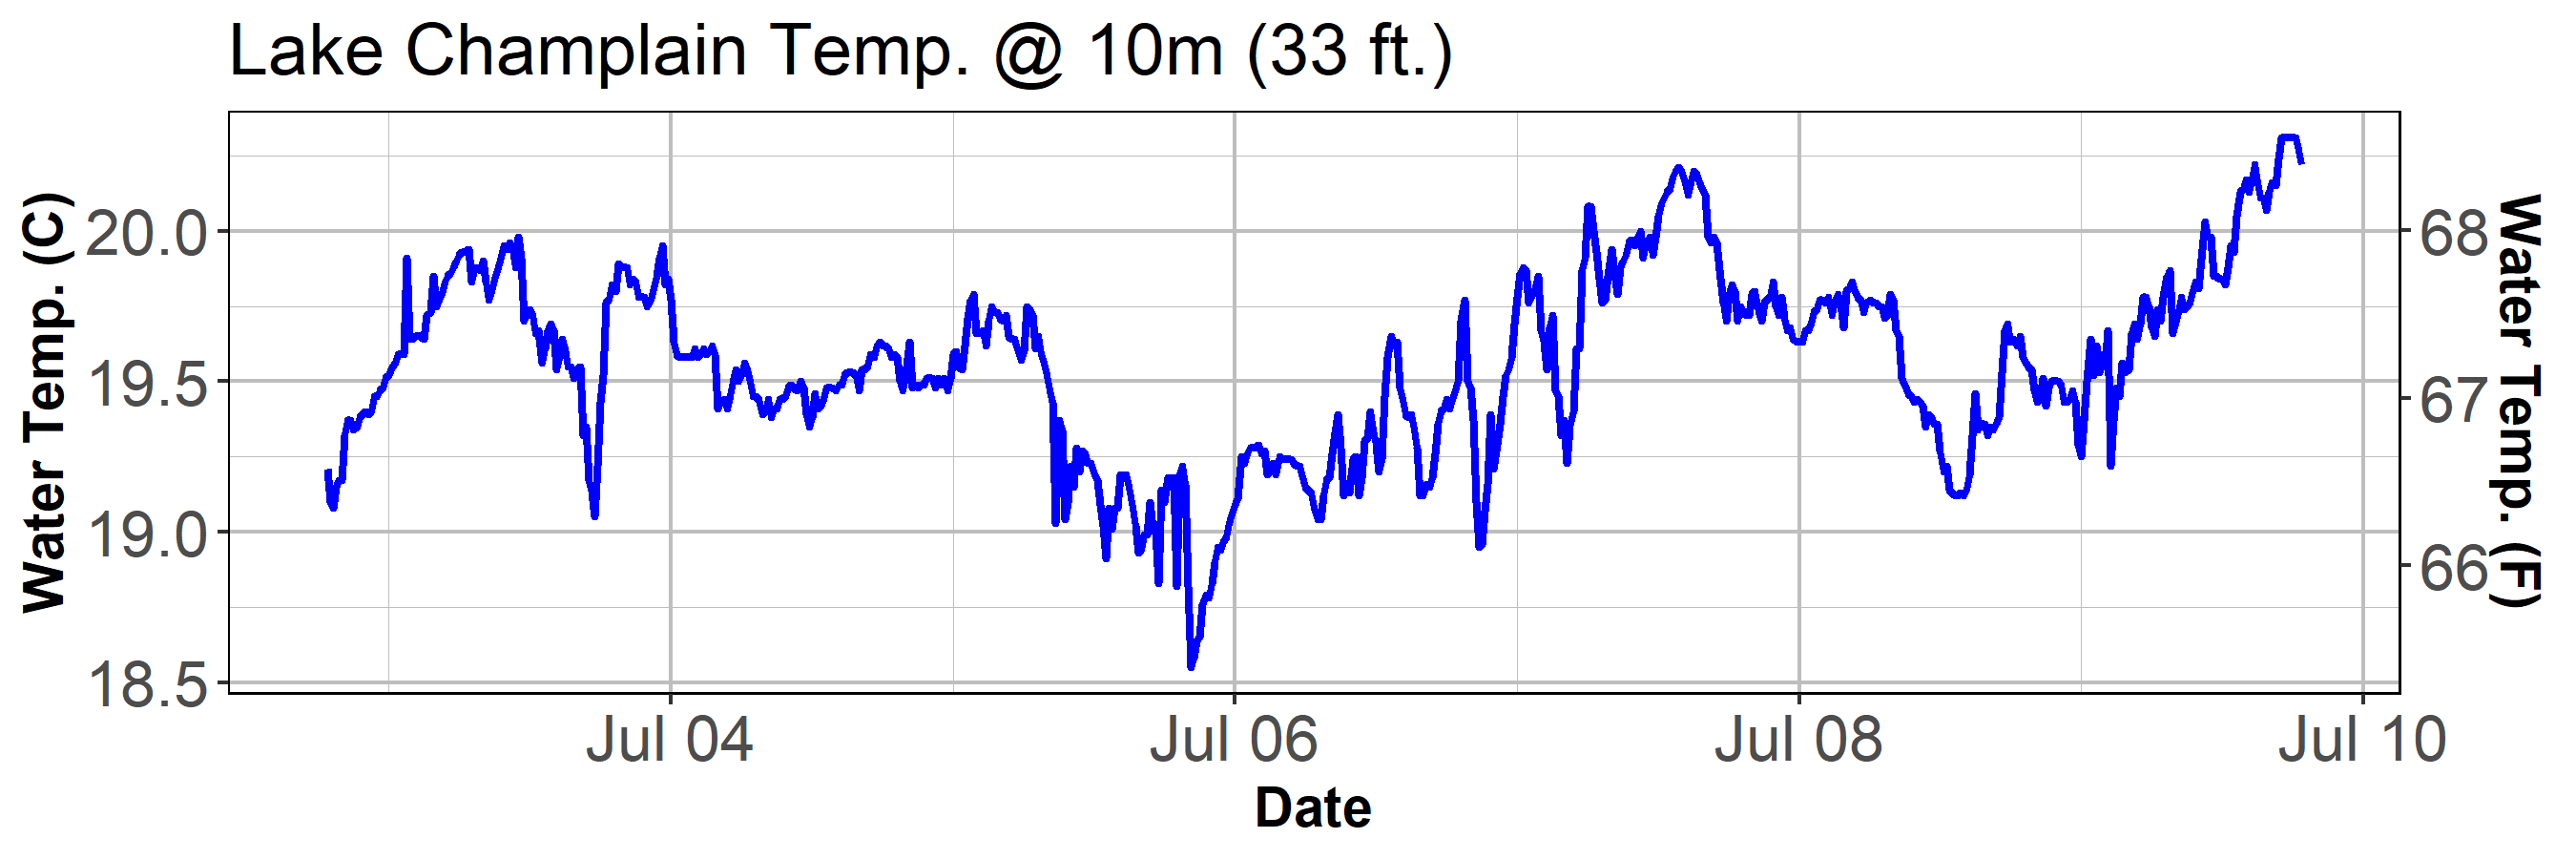 Lake Champlain Temp. @ 10m (33 ft.)
Water Temp. (C)
20.0
19.5
19.0
18.5
68
67
66
Water Temp. (F)
Jul 04
Jul 06
Jul 08
Jul 10
Date